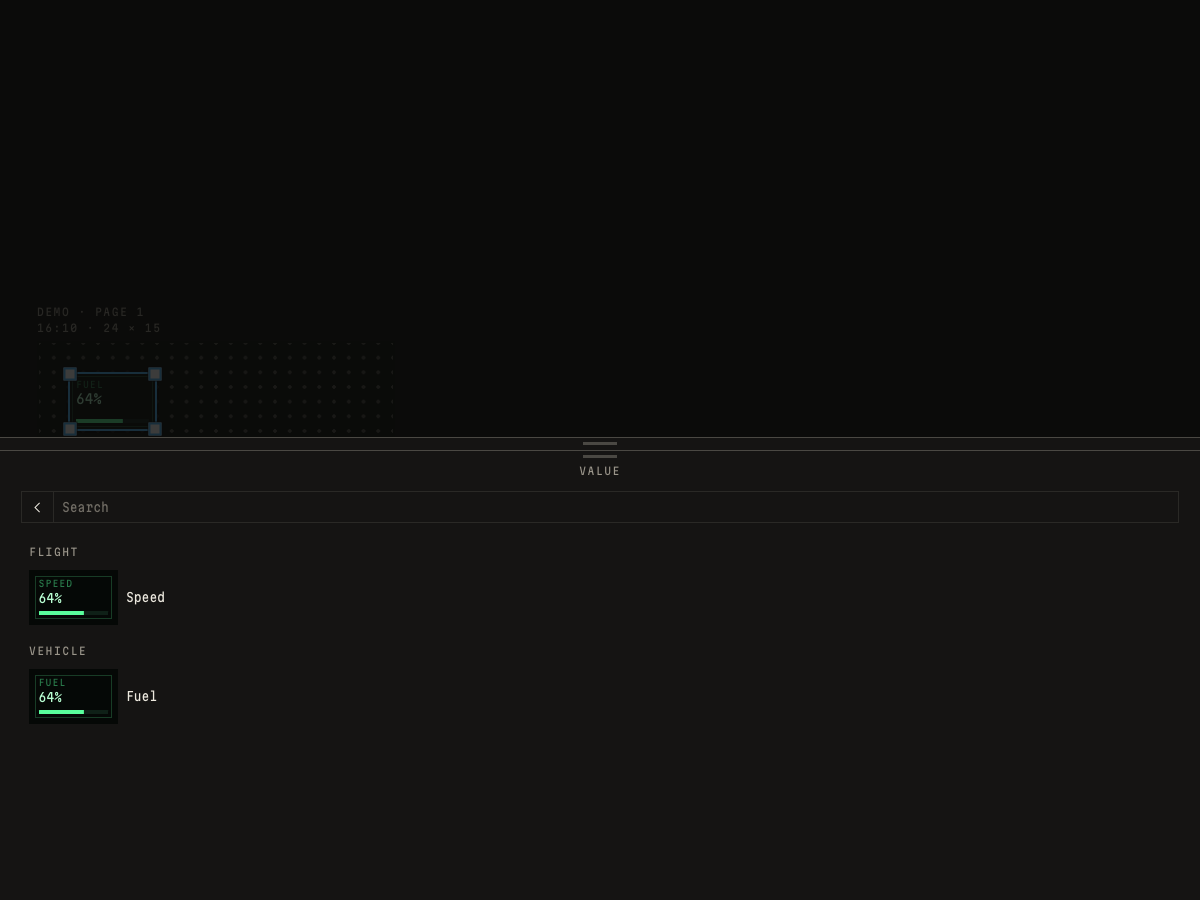 DEMO · PAGE 1
16:10 · 24 × 15
FUEL
64%
VALUE
Search
FLIGHT
SPEED
64%
Speed
VEHICLE
FUEL
64%
Fuel